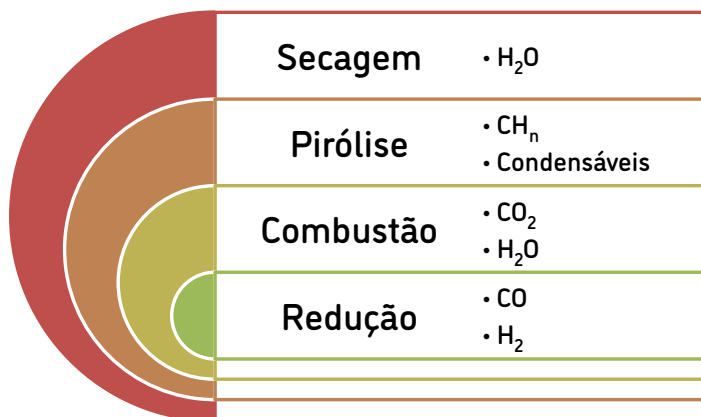 Secagem
• H₂O
Pirólise
• CHₙ
• Condensáveis
Combustão
• CO₂
• H₂O
Redução
• CO
• H₂